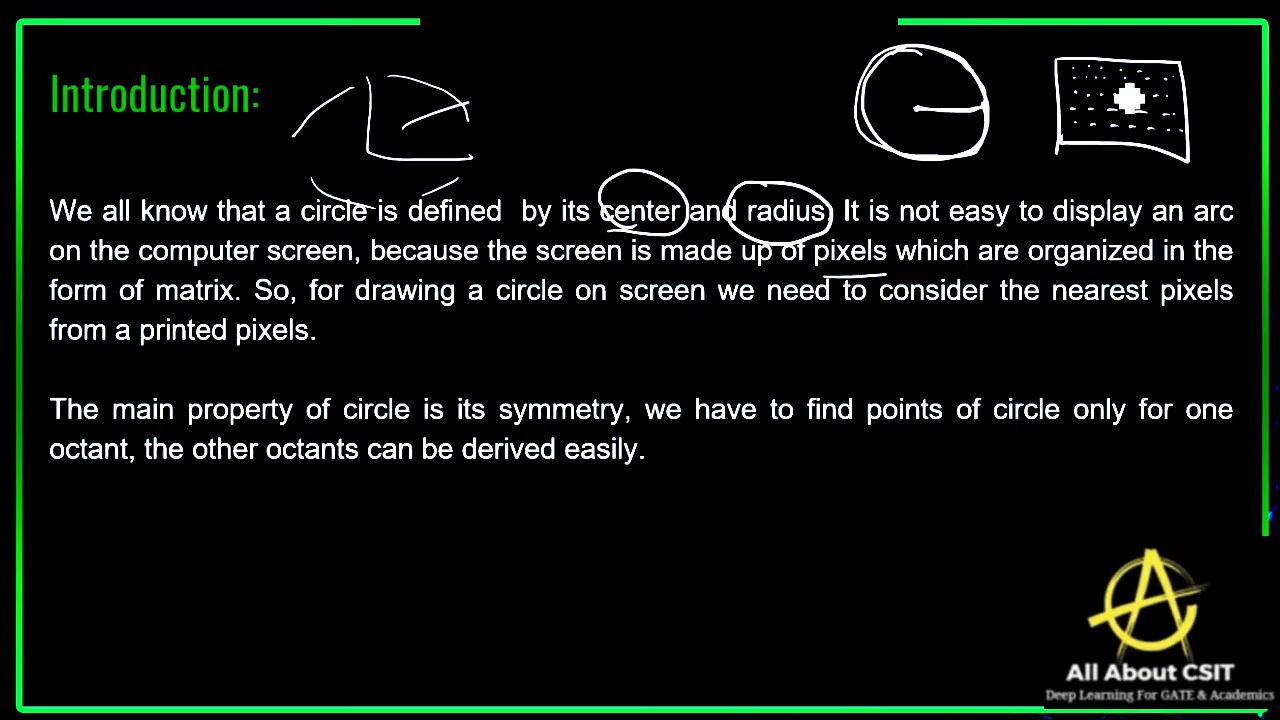 Introduction:
We all know that a circle is defined by its center and radius. It is not easy to display an arc
on the computer screen, because the screen is made up of pixels which are organized in the
form of matrix. So, for drawing a circle on screen we need to consider the nearest pixels
from a printed pixels.
The main property of circle is its symmetry, we have to find points of circle only for one
octant, the other octants can be derived easily.
All About CSIT
Deep Learning For GATE & Academics